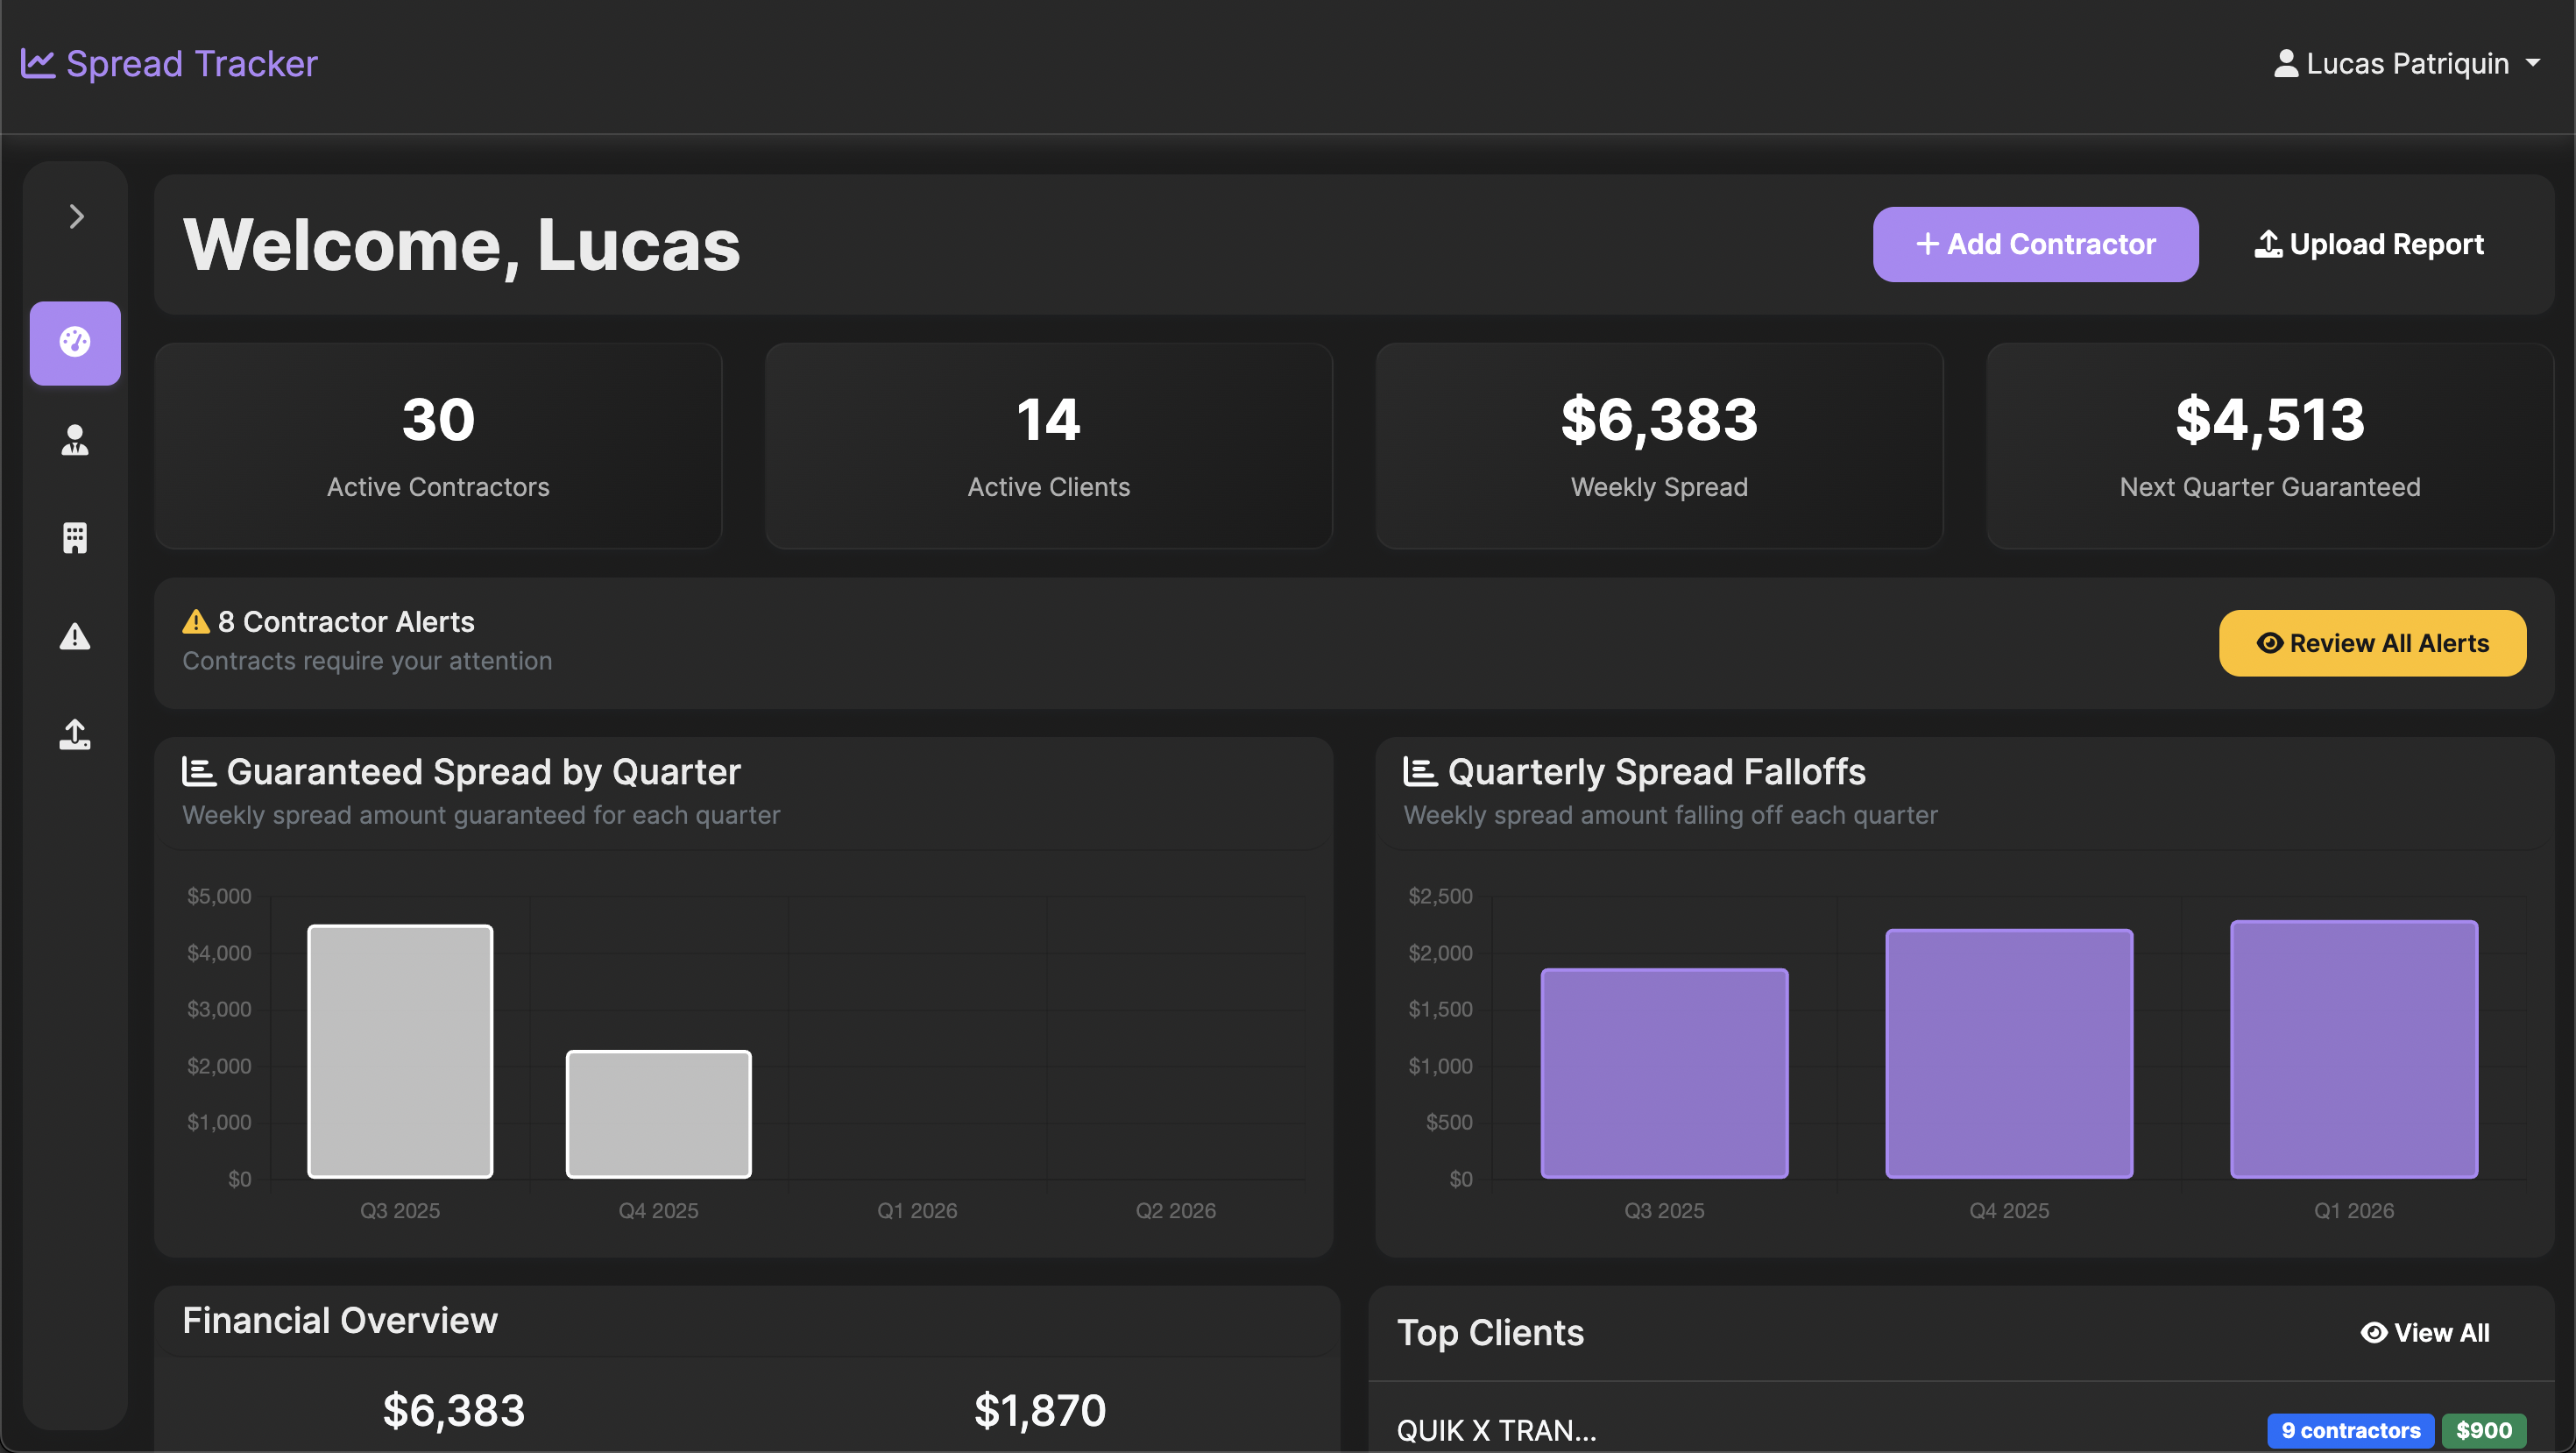 Spread Tracker
Lucas Patriquin
Welcome, Lucas
Add Contractor
Upload Report
30
Active Contractors
14
Active Clients
$6,383
Weekly Spread
$4,513
Next Quarter Guaranteed
8 Contractor Alerts
Contracts require your attention
Review All Alerts
Guaranteed Spread by Quarter
Weekly spread amount guaranteed for each quarter
$5,000
$4,000
$3,000
$2,000
$1,000
$0
Q3 2025
Q4 2025
Q1 2026
Q2 2026
Quarterly Spread Falloffs
Weekly spread amount falling off each quarter
$2,500
$2,000
$1,500
$1,000
$500
$0
Q3 2025
Q4 2025
Q1 2026
Financial Overview
$6,383
$1,870
Top Clients
View All
QUIK X TRAN...
9 contractors
$900